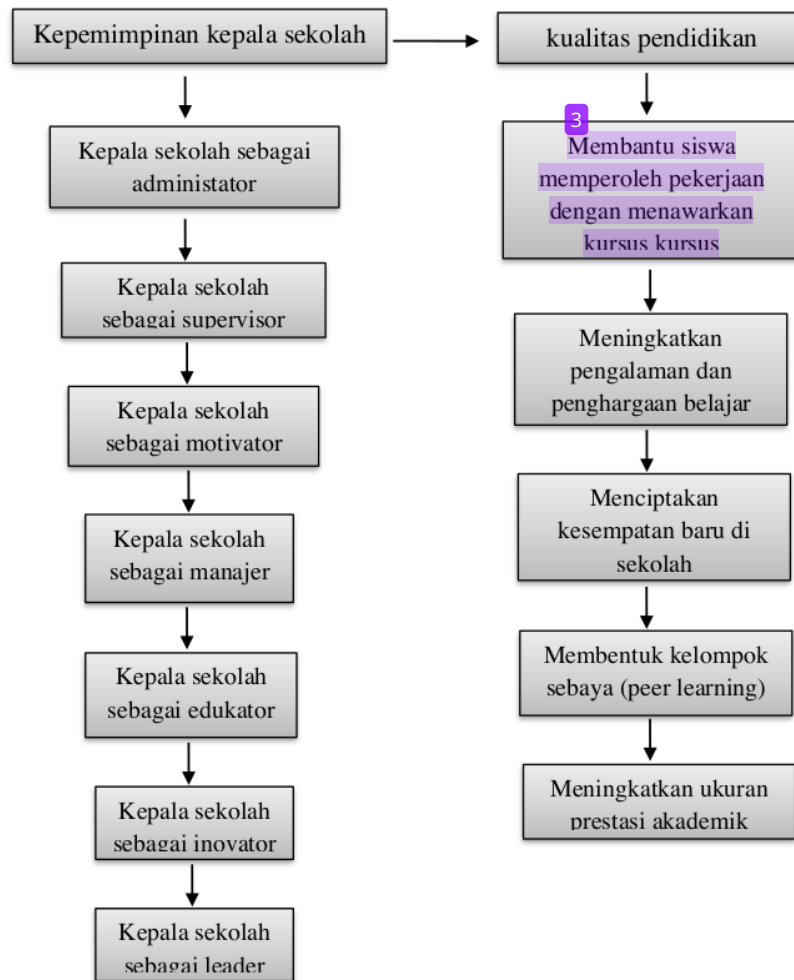 Kepemimpinan kepala sekolah
Kepala sekolah sebagai
administator
Kepala sekolah
sebagai supervisor
Kepala sekolah
sebagai motivator
Kepala sekolah
sebagai manajer
Kepala sekolah
sebagai edukator
Kepala sekolah
sebagai inovator
Kepala sekolah
sebagai leader
kualitas pendidikan
3
Membantu siswa
memperoleh pekerjaan
dengan menawarkan
kursus kursus
Meningkatkan
pengalaman dan
penghargaan belajar
Menciptakan
kesempatan baru di
sekolah
Membentuk kelompok
sebaya (peer learning)
Meningkatkan ukuran
prestasi akademik